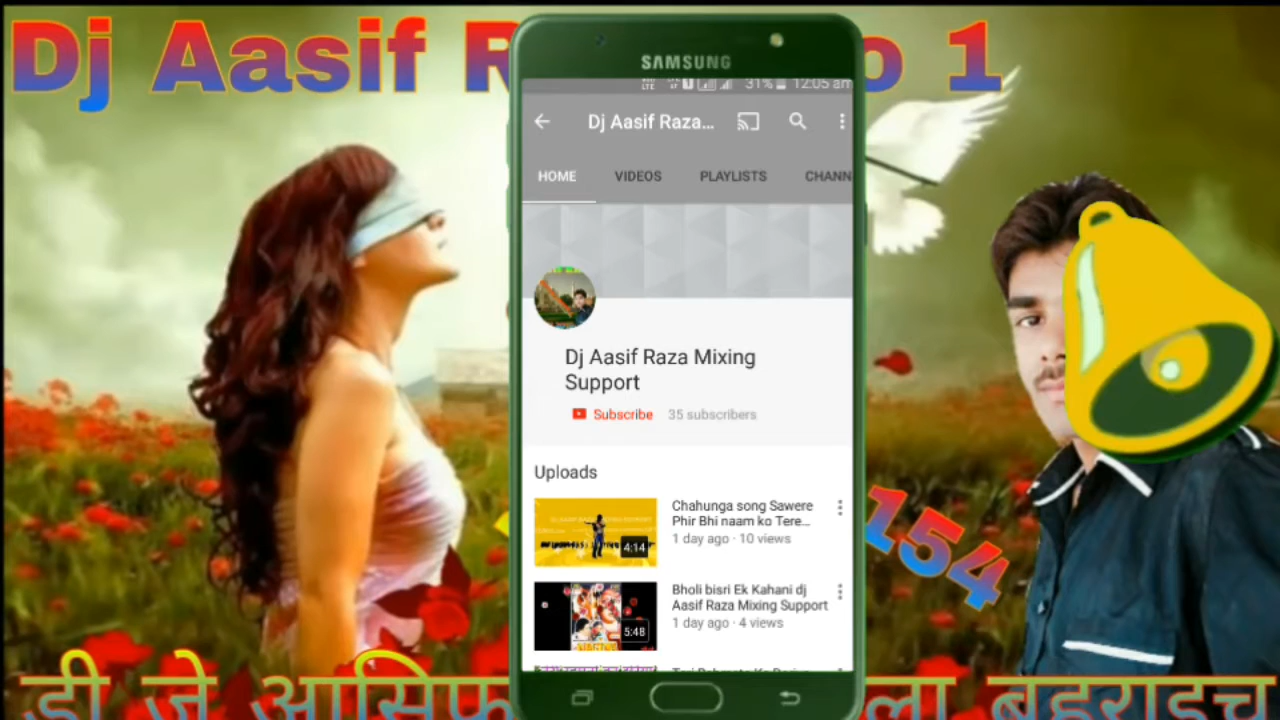 Dj Aasif R o 1
SAMSUNG
31% 12:05 am
Dj Aasif Raza...
HOME VIDEOS PLAYLISTS CHANN
Dj Aasif Raza Mixing
Support
Subscribe 35 subscribers
Uploads
Chahunga song Sawere
Phir Bhi naam ko Tere...
1 day ago · 10 views
4:14
Bholi bisri Ek Kahani dj
Aasif Raza Mixing Support
1 day ago · 4 views
5:48
154
डी जे आसिफ ला बहराइच